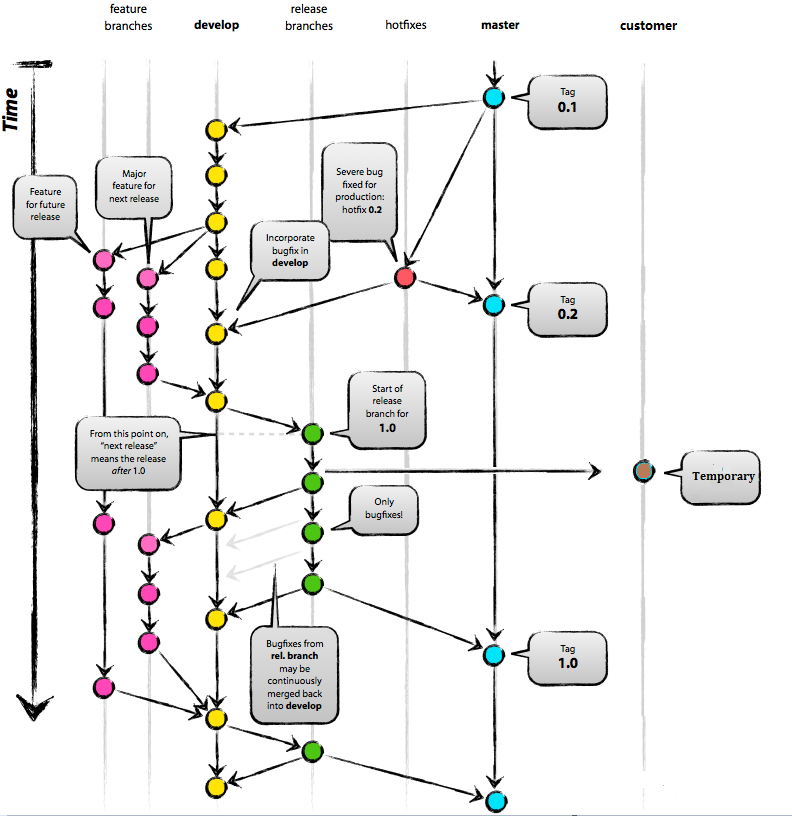 feature
branches
develop
release
branches
hotfixes
master
customer
Time
Tag
0.1
Major
feature for
next release
Severe bug
fixed for
production:
hotfix 0.2
Feature
for future
release
Incorporate
bugfix in
develop
Tag
0.2
Start of
release
branch for
1.0
From this point on,
“next release”
means the release
after 1.0
Temporary
Only
bugfixes!
Bugfixes from
rel. branch
may be
continuously
merged back
into develop
Tag
1.0